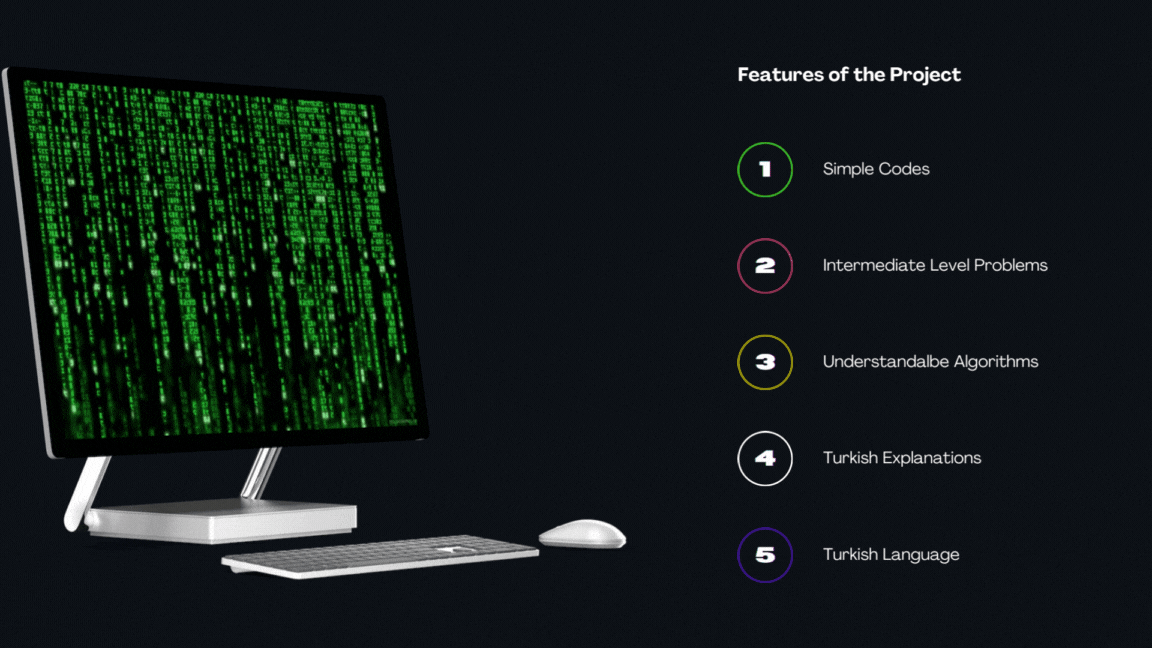 Features of the Project
1 Simple Codes
2 Intermediate Level Problems
3 Understandalbe Algorithms
4 Turkish Explanations
5 Turkish Language